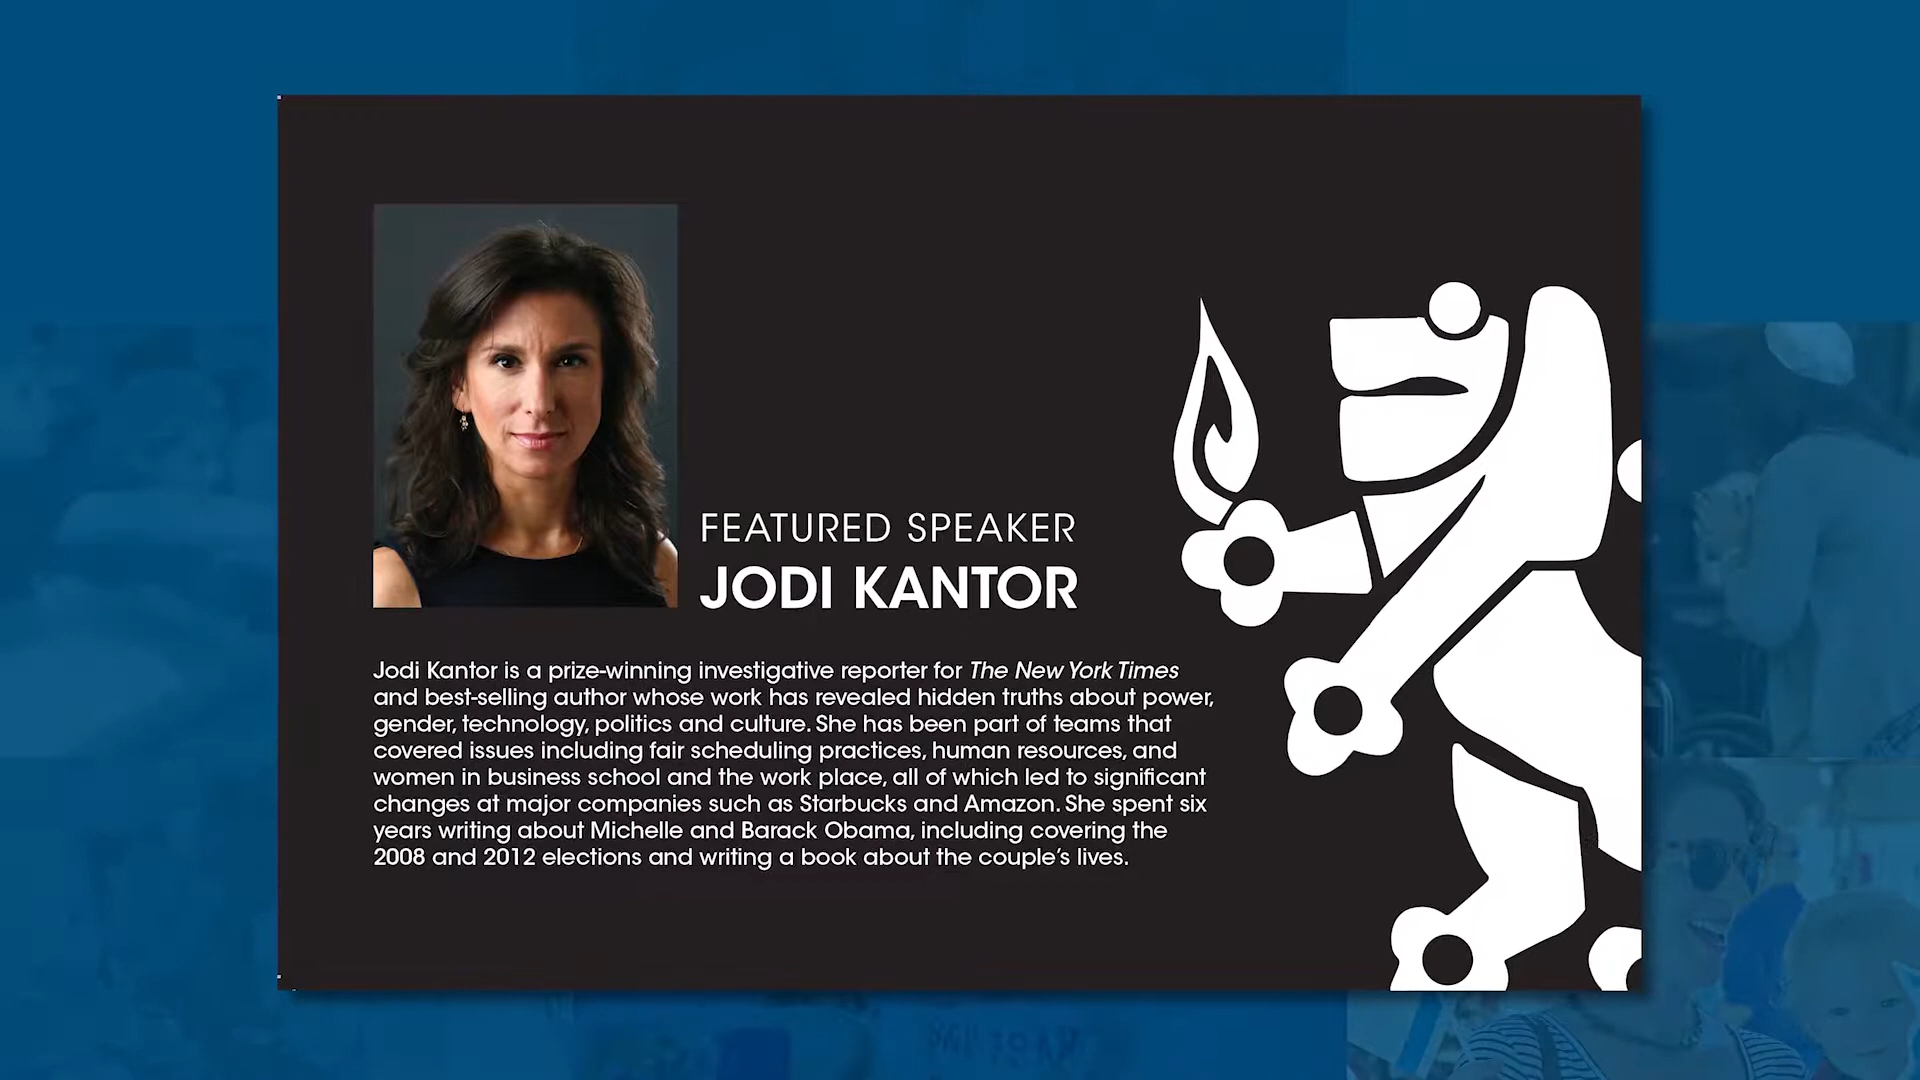 FEATURED SPEAKER
JODI KANTOR
Jodi Kantor is a prize-winning investigative reporter for The New York Times
and best-selling author whose work has revealed hidden truths about power,
gender, technology, politics and culture. She has been part of teams that
covered issues including fair scheduling practices, human resources, and
women in business school and the work place, all of which led to significant
changes at major companies such as Starbucks and Amazon. She spent six
years writing about Michelle and Barack Obama, including covering the
2008 and 2012 elections and writing a book about the couple's lives.